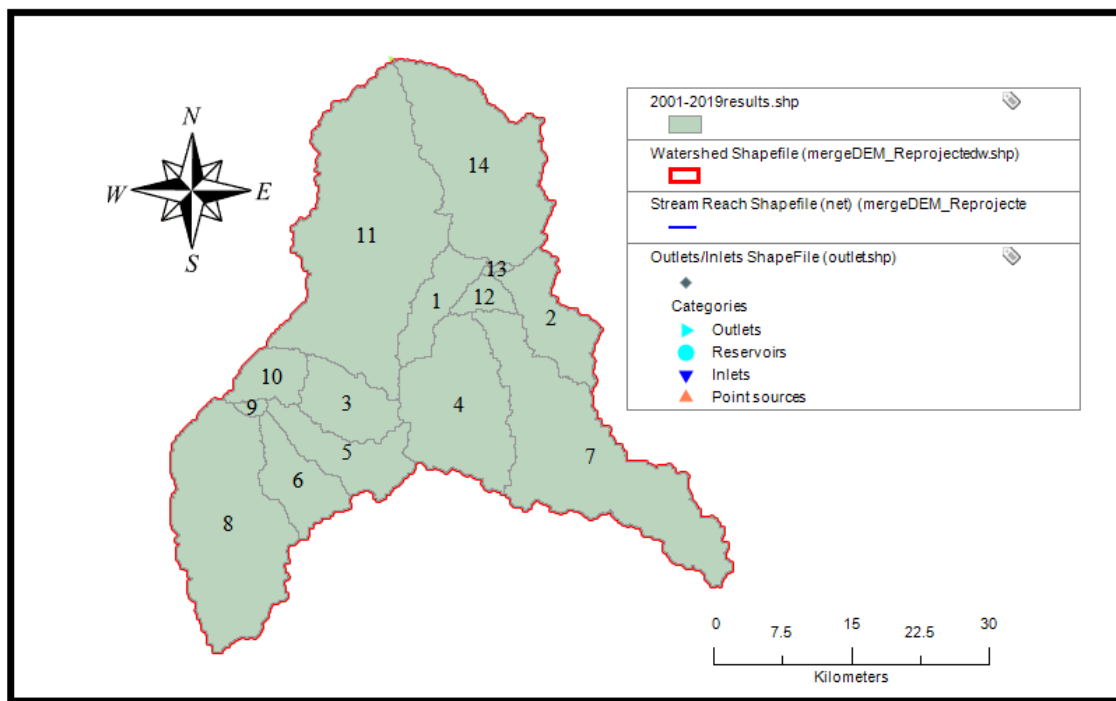 N
W E
S
14
11
13
1 12
2
10
3
9
4
5
7
6
8
2001-2019results.shp
Watershed Shapefile (mergeDEM_Reprojectedw.shp)
Stream Reach Shapefile (net) (mergeDEM_Reprojecte
Outlets/Inlets ShapeFile (outlet.shp)
Categories
Outlets
Reservoirs
Inlets
Point sources
0 7.5 15 22.5 30
Kilometers